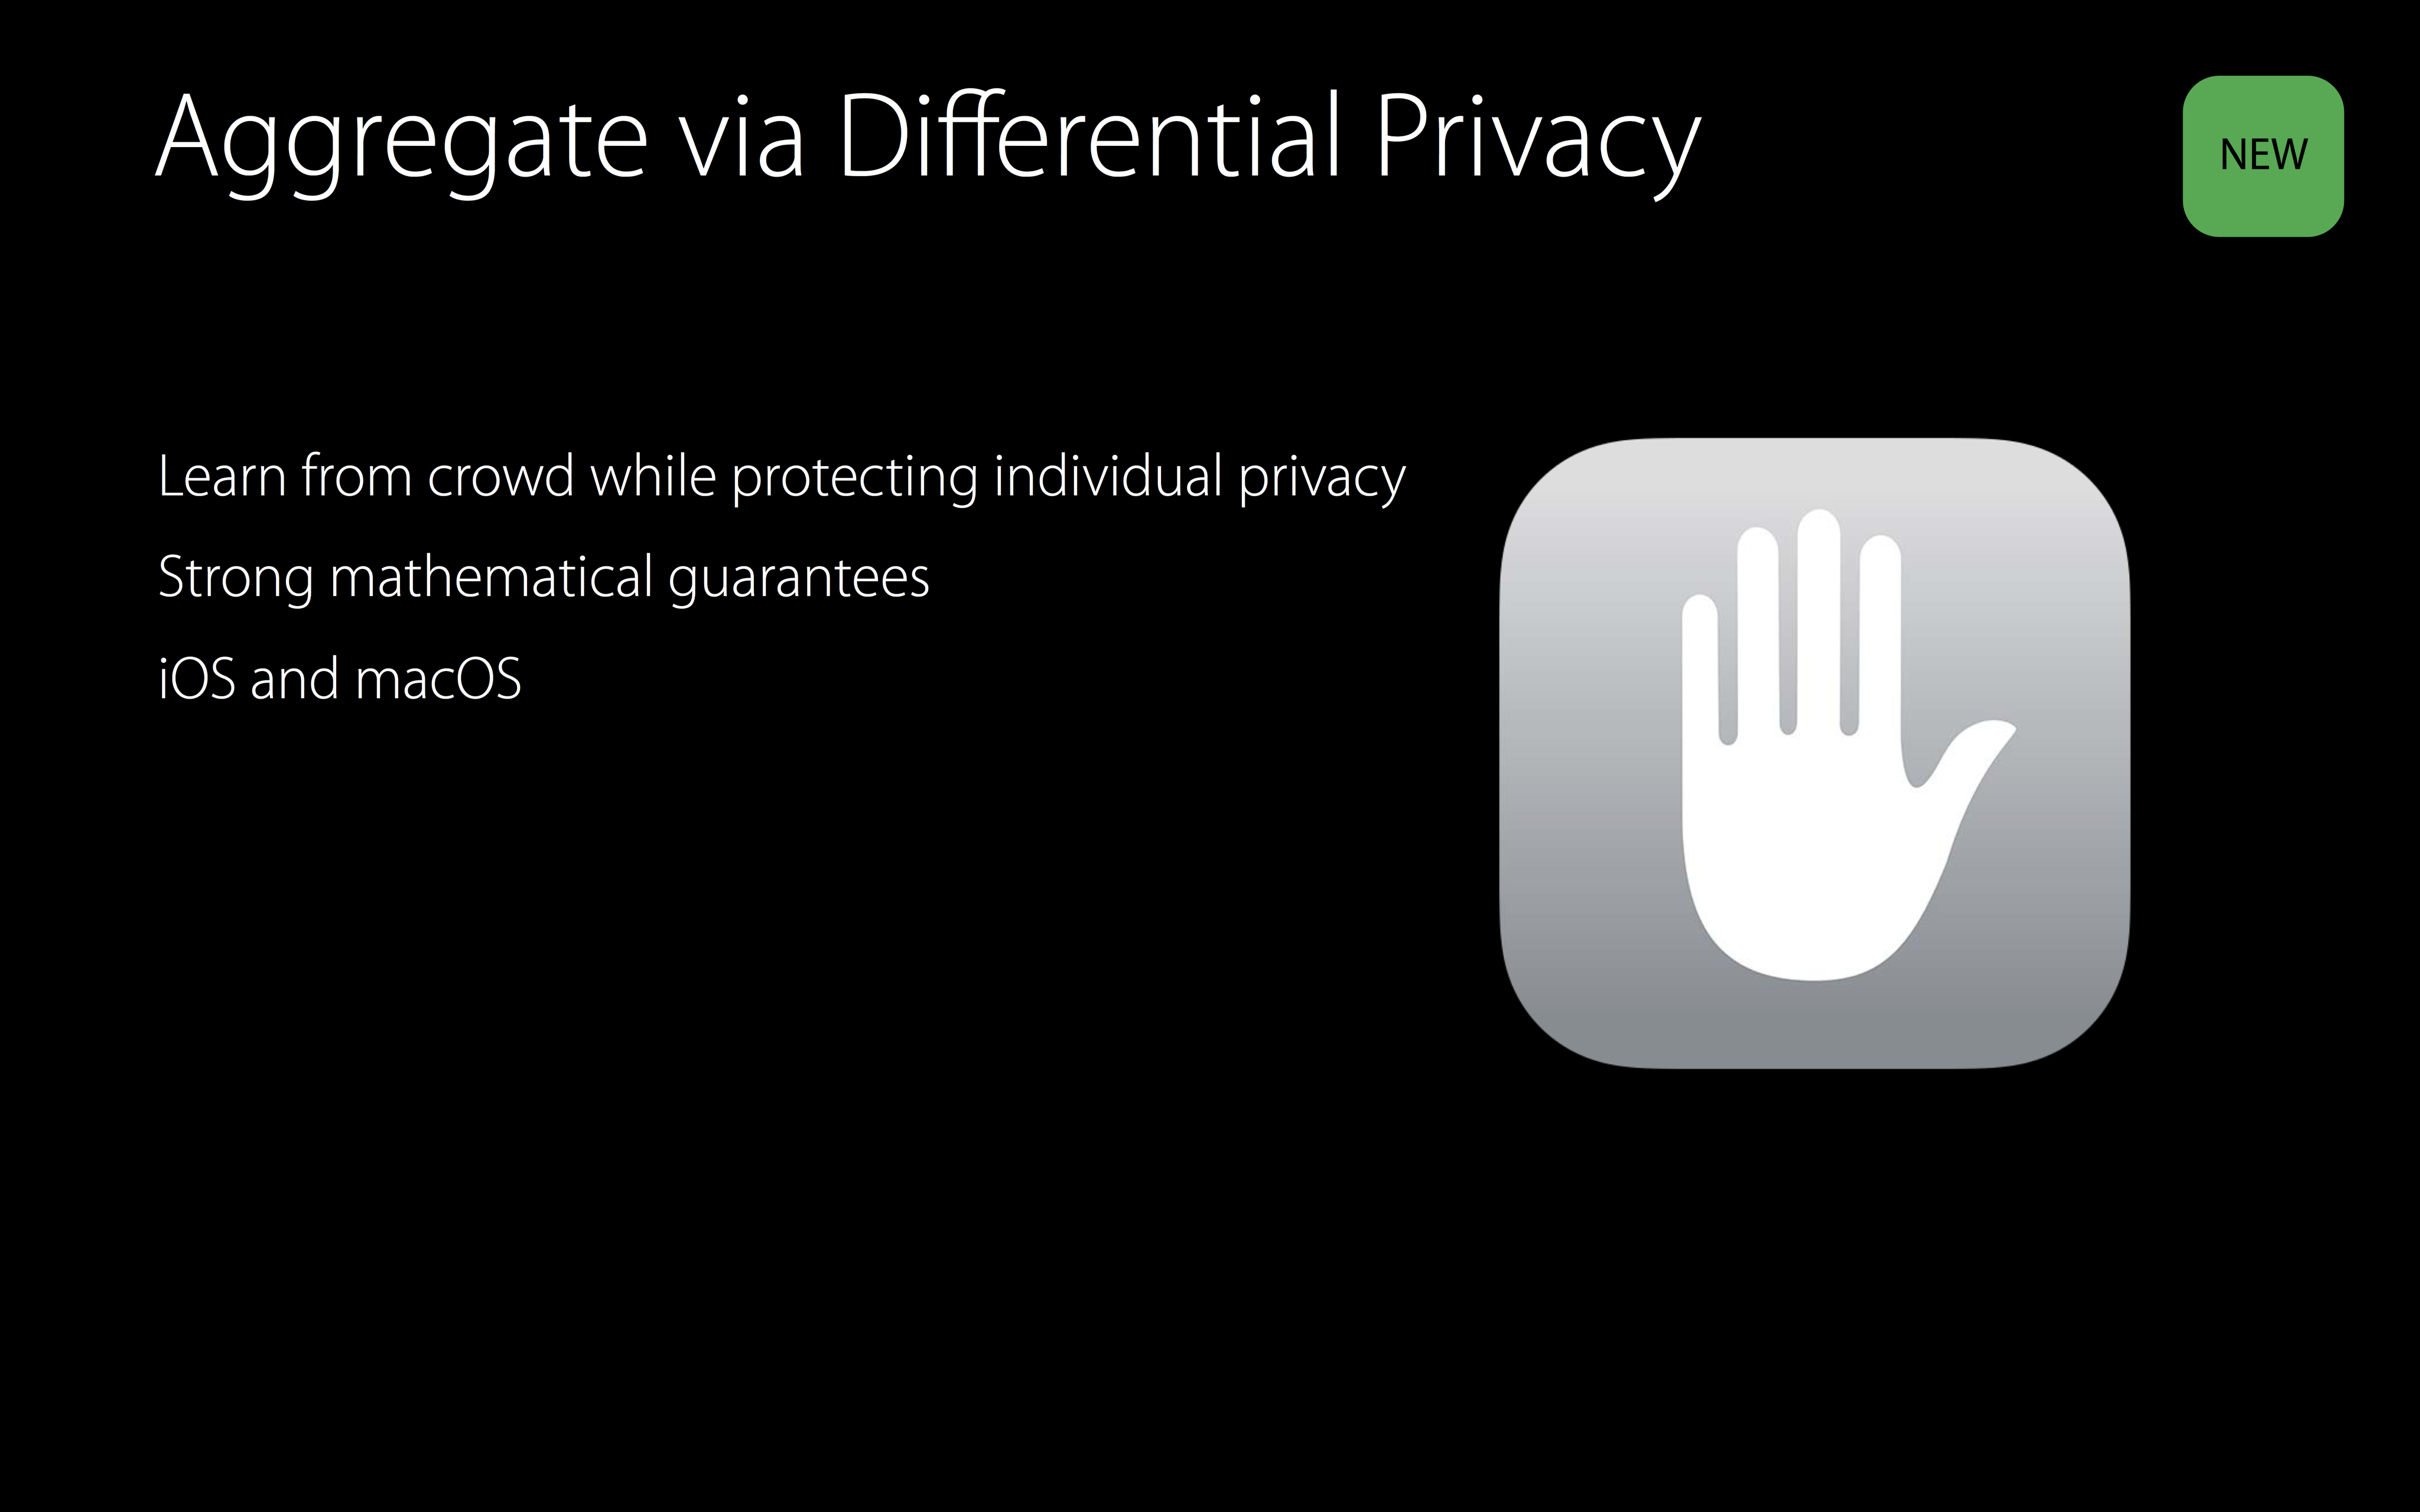 Aggregate via Differential Privacy
NEW
Learn from crowd while protecting individual privacy
Strong mathematical guarantees
iOS and macOS